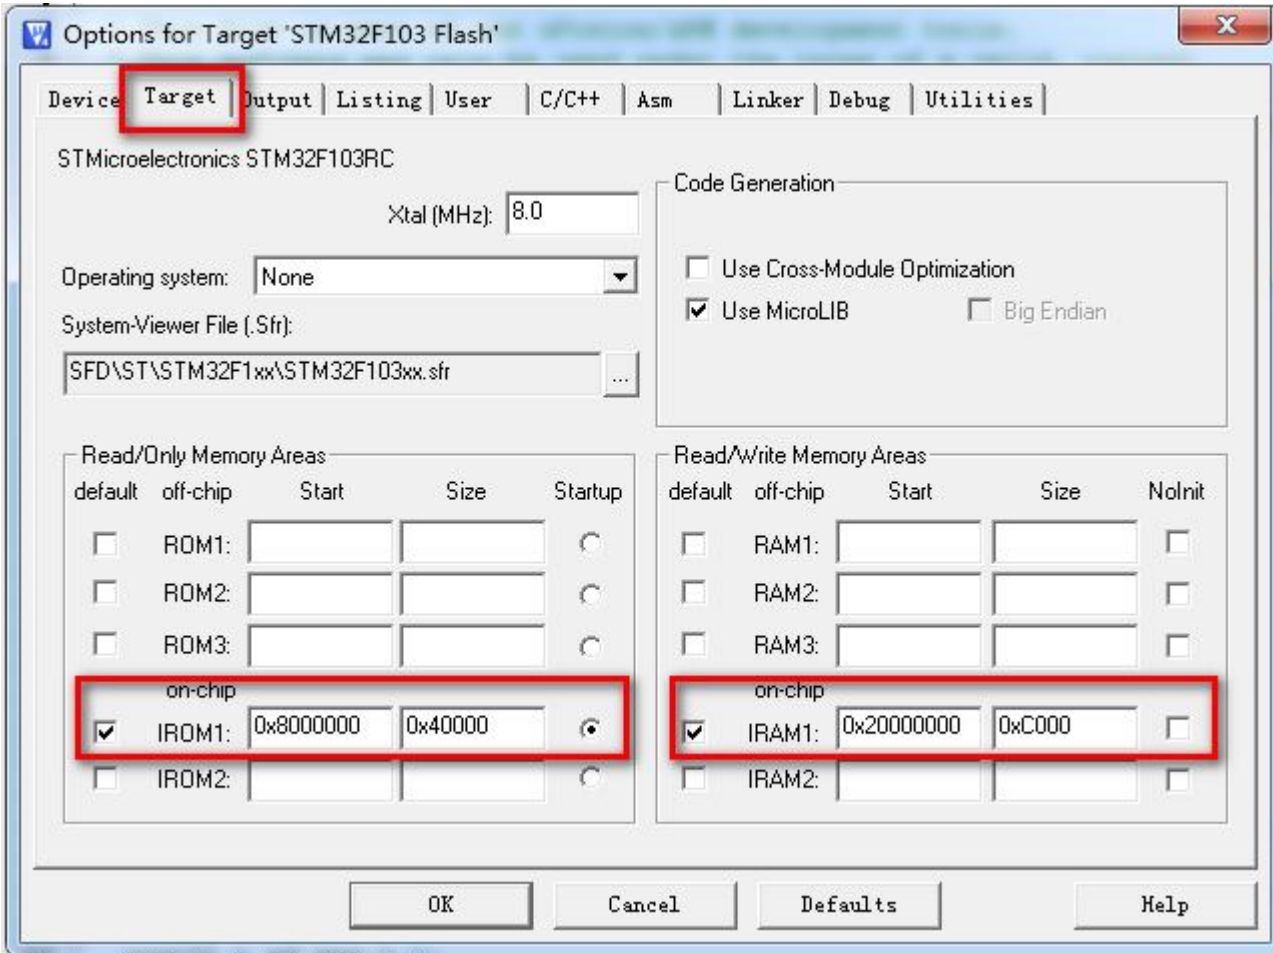 Options for Target 'STM32F103 Flash'
Device Target Output Listing User C/C++ Asm Linker Debug Utilities
STMicroelectronics STM32F103RC
Xtal (MHz): 8.0
Operating system: None
System-Viewer File (.Sfr):
SFD\ST\STM32F1xx\STM32F103xx.sfr ...
Code Generation
Use Cross-Module Optimization
Use MicroLIB Big Endian
Read/Only Memory Areas
default off-chip Start Size Startup
ROM1:
ROM2:
ROM3:
on-chip
IROM1: 0x8000000 0x40000
IROM2:
Read/Write Memory Areas
default off-chip Start Size NoInit
RAM1:
RAM2:
RAM3:
on-chip
IRAM1: 0x20000000 0xC000
IRAM2:
OK Cancel Defaults Help